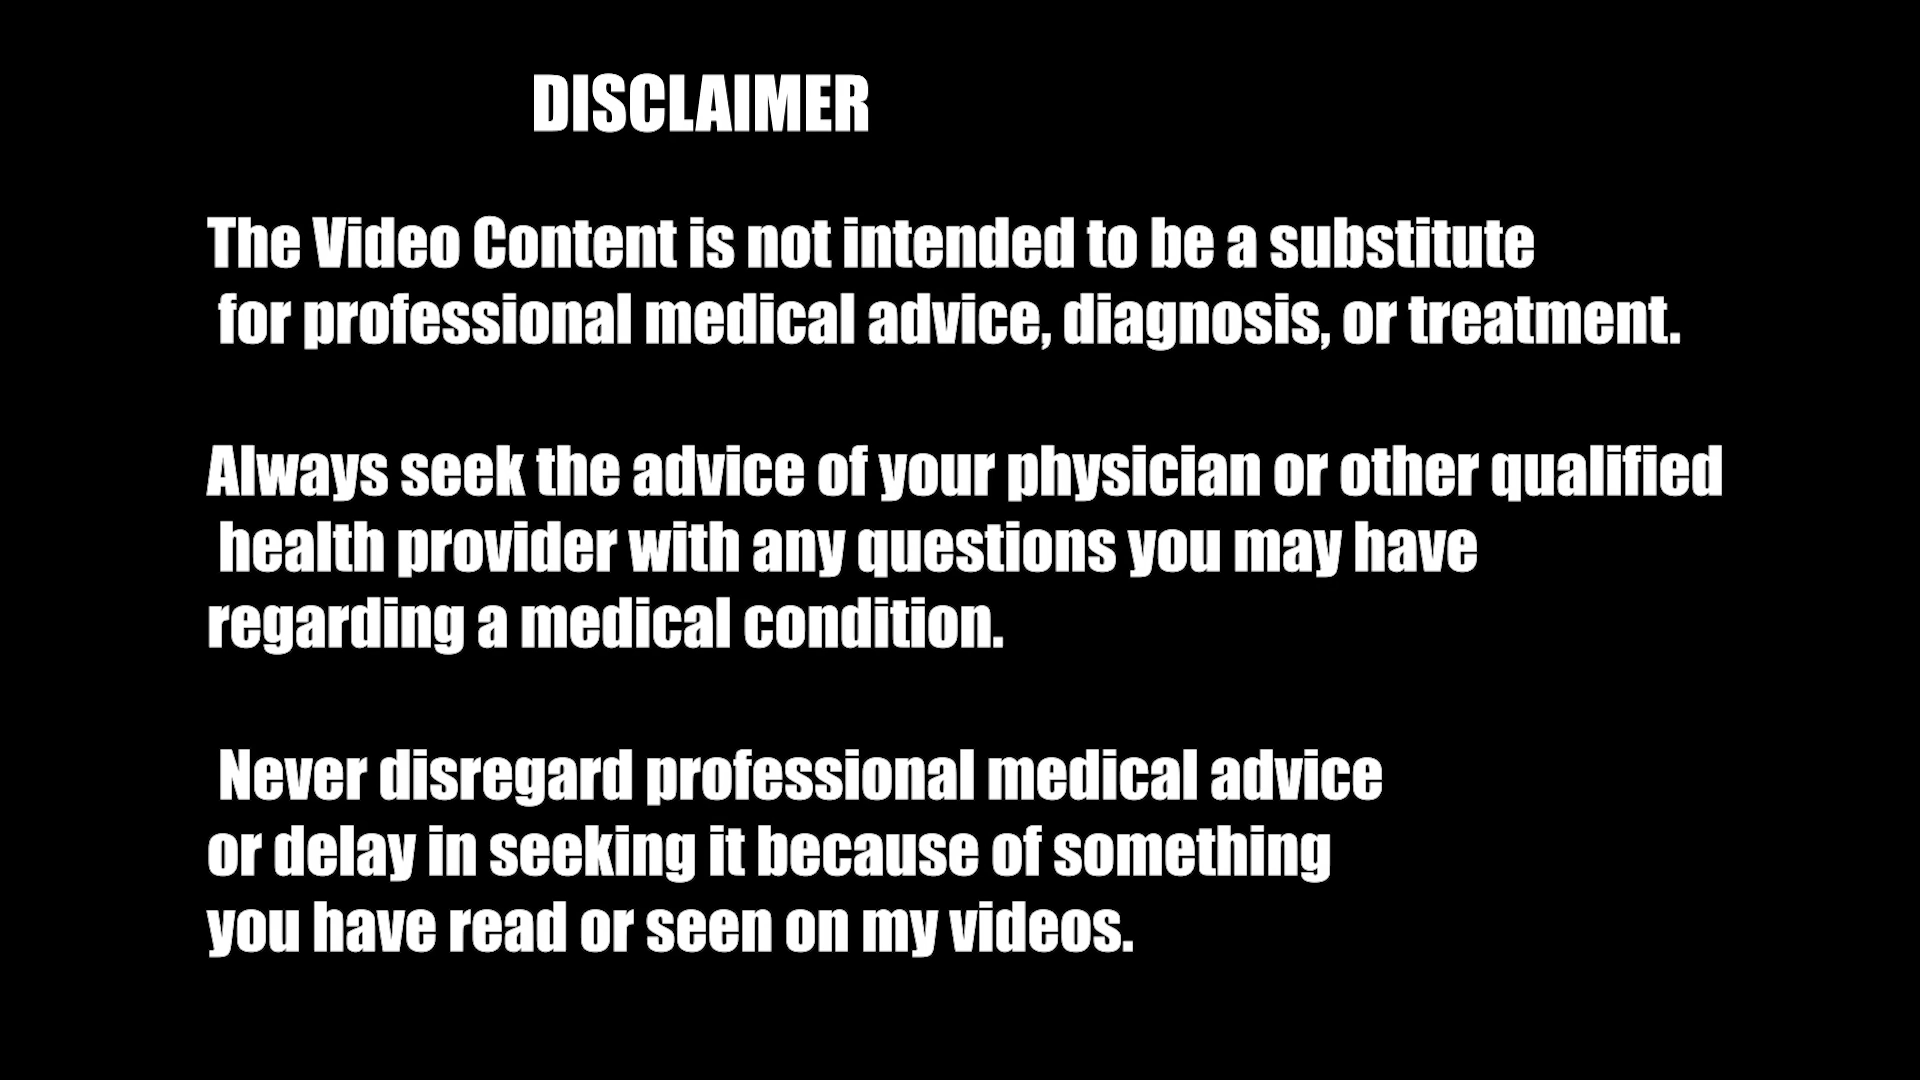 DISCLAIMER
The Video Content is not intended to be a substitute
for professional medical advice, diagnosis, or treatment.
Always seek the advice of your physician or other qualified
health provider with any questions you may have
regarding a medical condition.
Never disregard professional medical advice
or delay in seeking it because of something
you have read or seen on my videos.